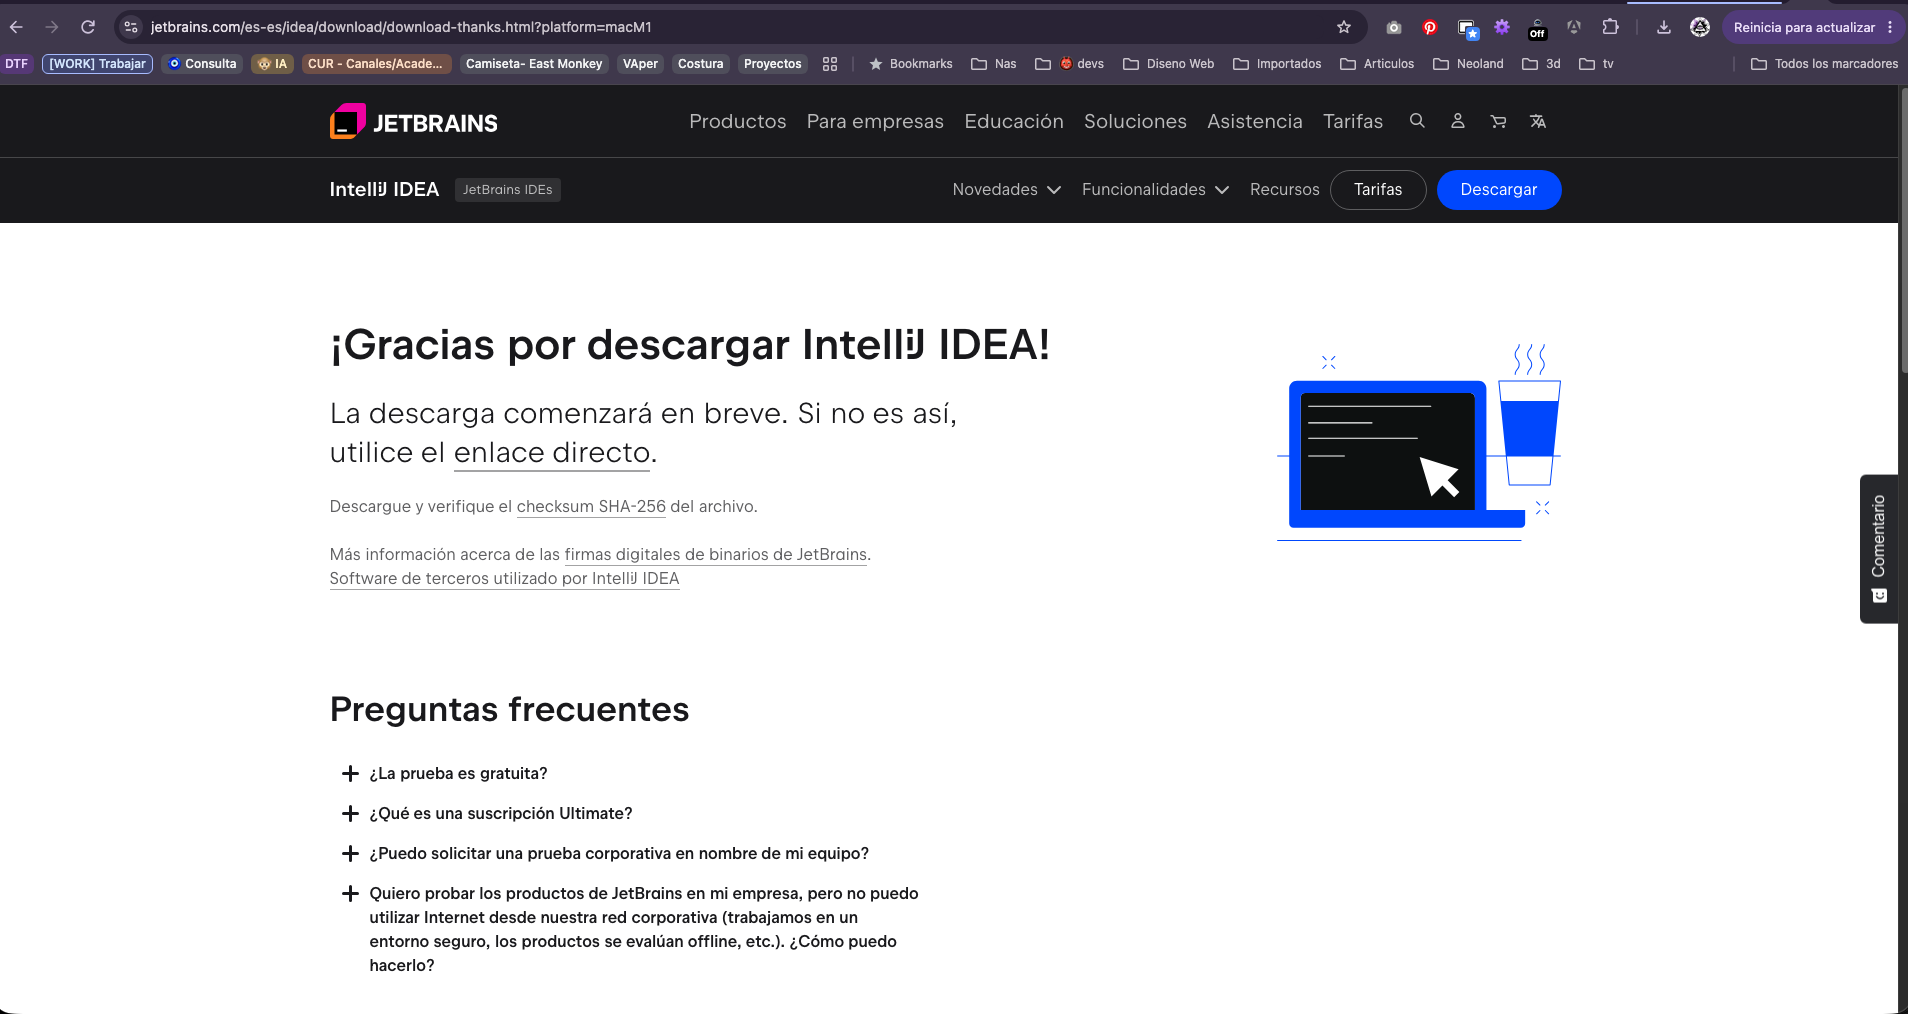 jetbrains.com/es-es/idea/download/download-thanks.html?platform=macM1
Off
Reinicia para actualizar
DTF
[WORK] Trabajar
Consulta
IA
CUR - Canales/Acade...
Camiseta- East Monkey
VAper
Costura
Proyectos
Bookmarks
Nas
devs
Diseno Web
Importados
Articulos
Neoland
3d
tv
Todos los marcadores
JETBRAINS
Productos
Para empresas
Educación
Soluciones
Asistencia
Tarifas
IntelliJ IDEA
JetBrains IDEs
Novedades
Funcionalidades
Recursos
Tarifas
Descargar
¡Gracias por descargar IntelliJ IDEA!
La descarga comenzará en breve. Si no es así,
utilice el enlace directo.
Descargue y verifique el checksum SHA-256 del archivo.
Más información acerca de las firmas digitales de binarios de JetBrains.
Software de terceros utilizado por IntelliJ IDEA
Comentario
Preguntas frecuentes
¿La prueba es gratuita?
¿Qué es una suscripción Ultimate?
¿Puedo solicitar una prueba corporativa en nombre de mi equipo?
Quiero probar los productos de JetBrains en mi empresa, pero no puedo
utilizar Internet desde nuestra red corporativa (trabajamos en un
entorno seguro, los productos se evalúan offline, etc.). ¿Cómo puedo
hacerlo?